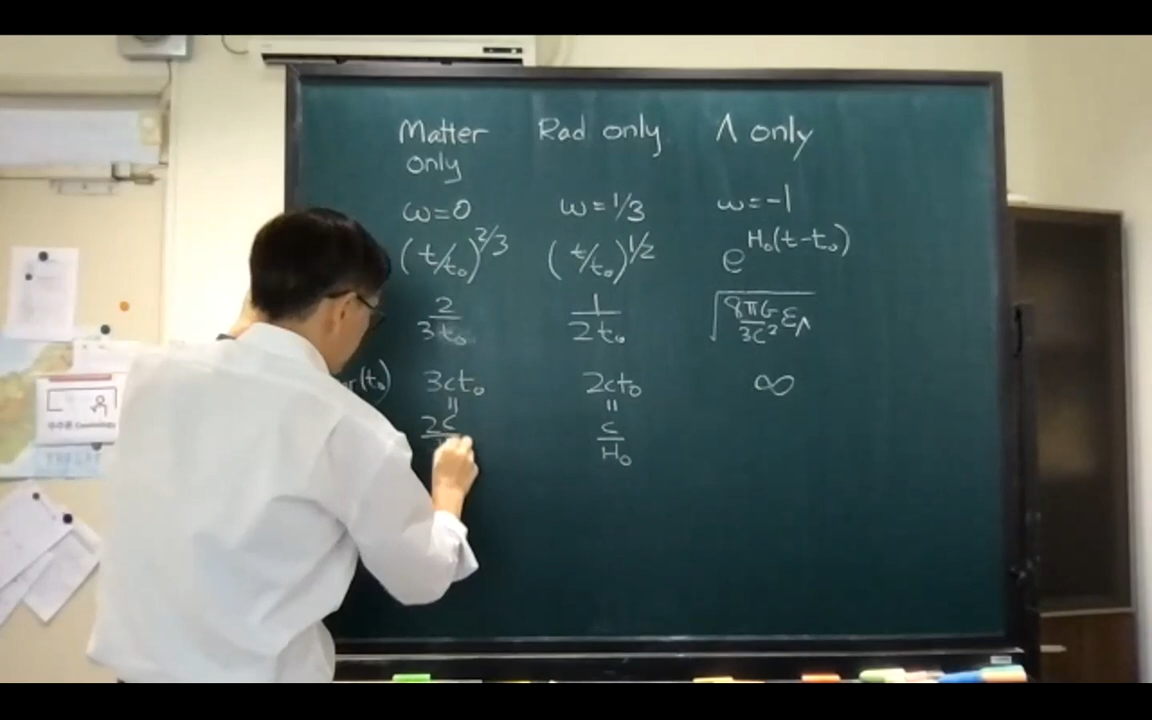 Matter only Rad only Λ only
ω=0 ω=1/3 ω=-1
(t/t₀)^2/3 (t/t₀)^1/2 e^H₀(t-t₀)
2/3t₀ 1/2t₀ √(8πG/3c² ε_Λ)
r(t₀) 3ct₀ 2ct₀ ∞
= =
2c c/H₀